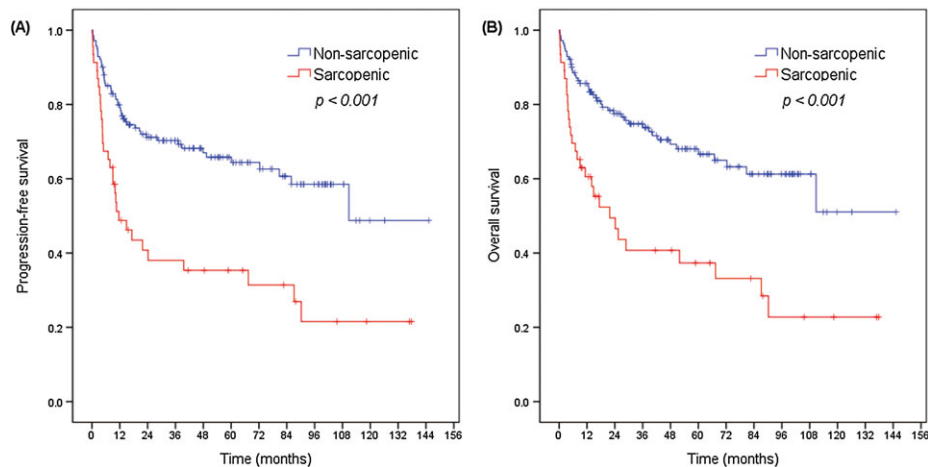 (A)
Progression-free survival
1.0
0.8
0.6
0.4
0.2
0.0
Non-sarcopenic
Sarcopenic
p < 0.001
0 12 24 36 48 60 72 84 96 108 120 132 144 156
Time (months)
(B)
Overall survival
1.0
0.8
0.6
0.4
0.2
0.0
Non-sarcopenic
Sarcopenic
p < 0.001
0 12 24 36 48 60 72 84 96 108 120 132 144 156
Time (months)